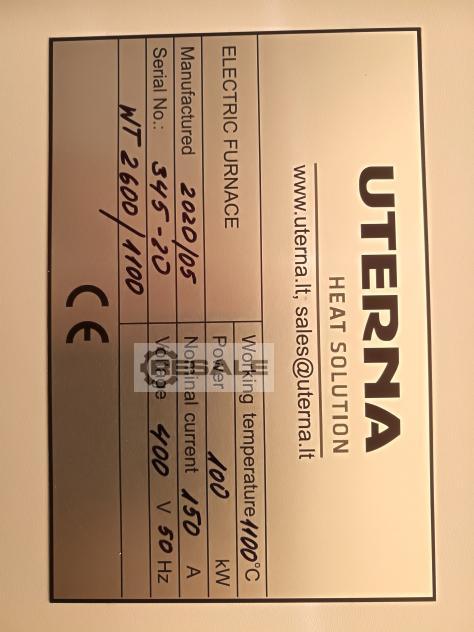 UTERNA
HEAT SOLUTION
www.uterna.lt, sales@uterna.lt
ELECTRIC FURNACE
Working temperature 1100°C
Power 100 kW
Manufactured 2020/05
Nominal current 150 A
Serial No.: 345-20
Voltage 400 V 50 Hz
WT 2600/1100
CE
RESALE